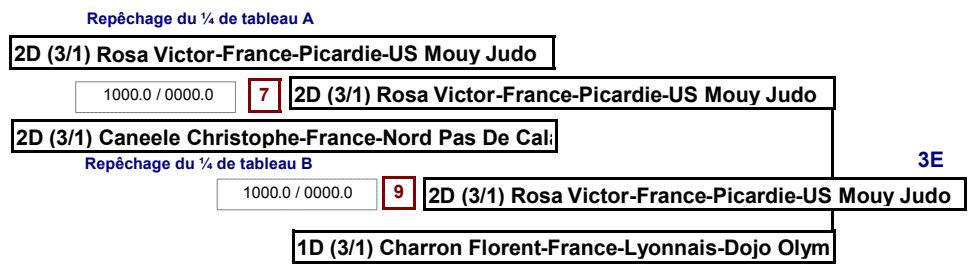 Repêchage du ¼ de tableau A
2D (3/1) Rosa Victor-France-Picardie-US Mouy Judo
1000.0 / 0000.0 7 2D (3/1) Rosa Victor-France-Picardie-US Mouy Judo
2D (3/1) Caneele Christophe-France-Nord Pas De Cala
Repêchage du ¼ de tableau B
3E
1000.0 / 0000.0 9 2D (3/1) Rosa Victor-France-Picardie-US Mouy Judo
1D (3/1) Charron Florent-France-Lyonnais-Dojo Olym